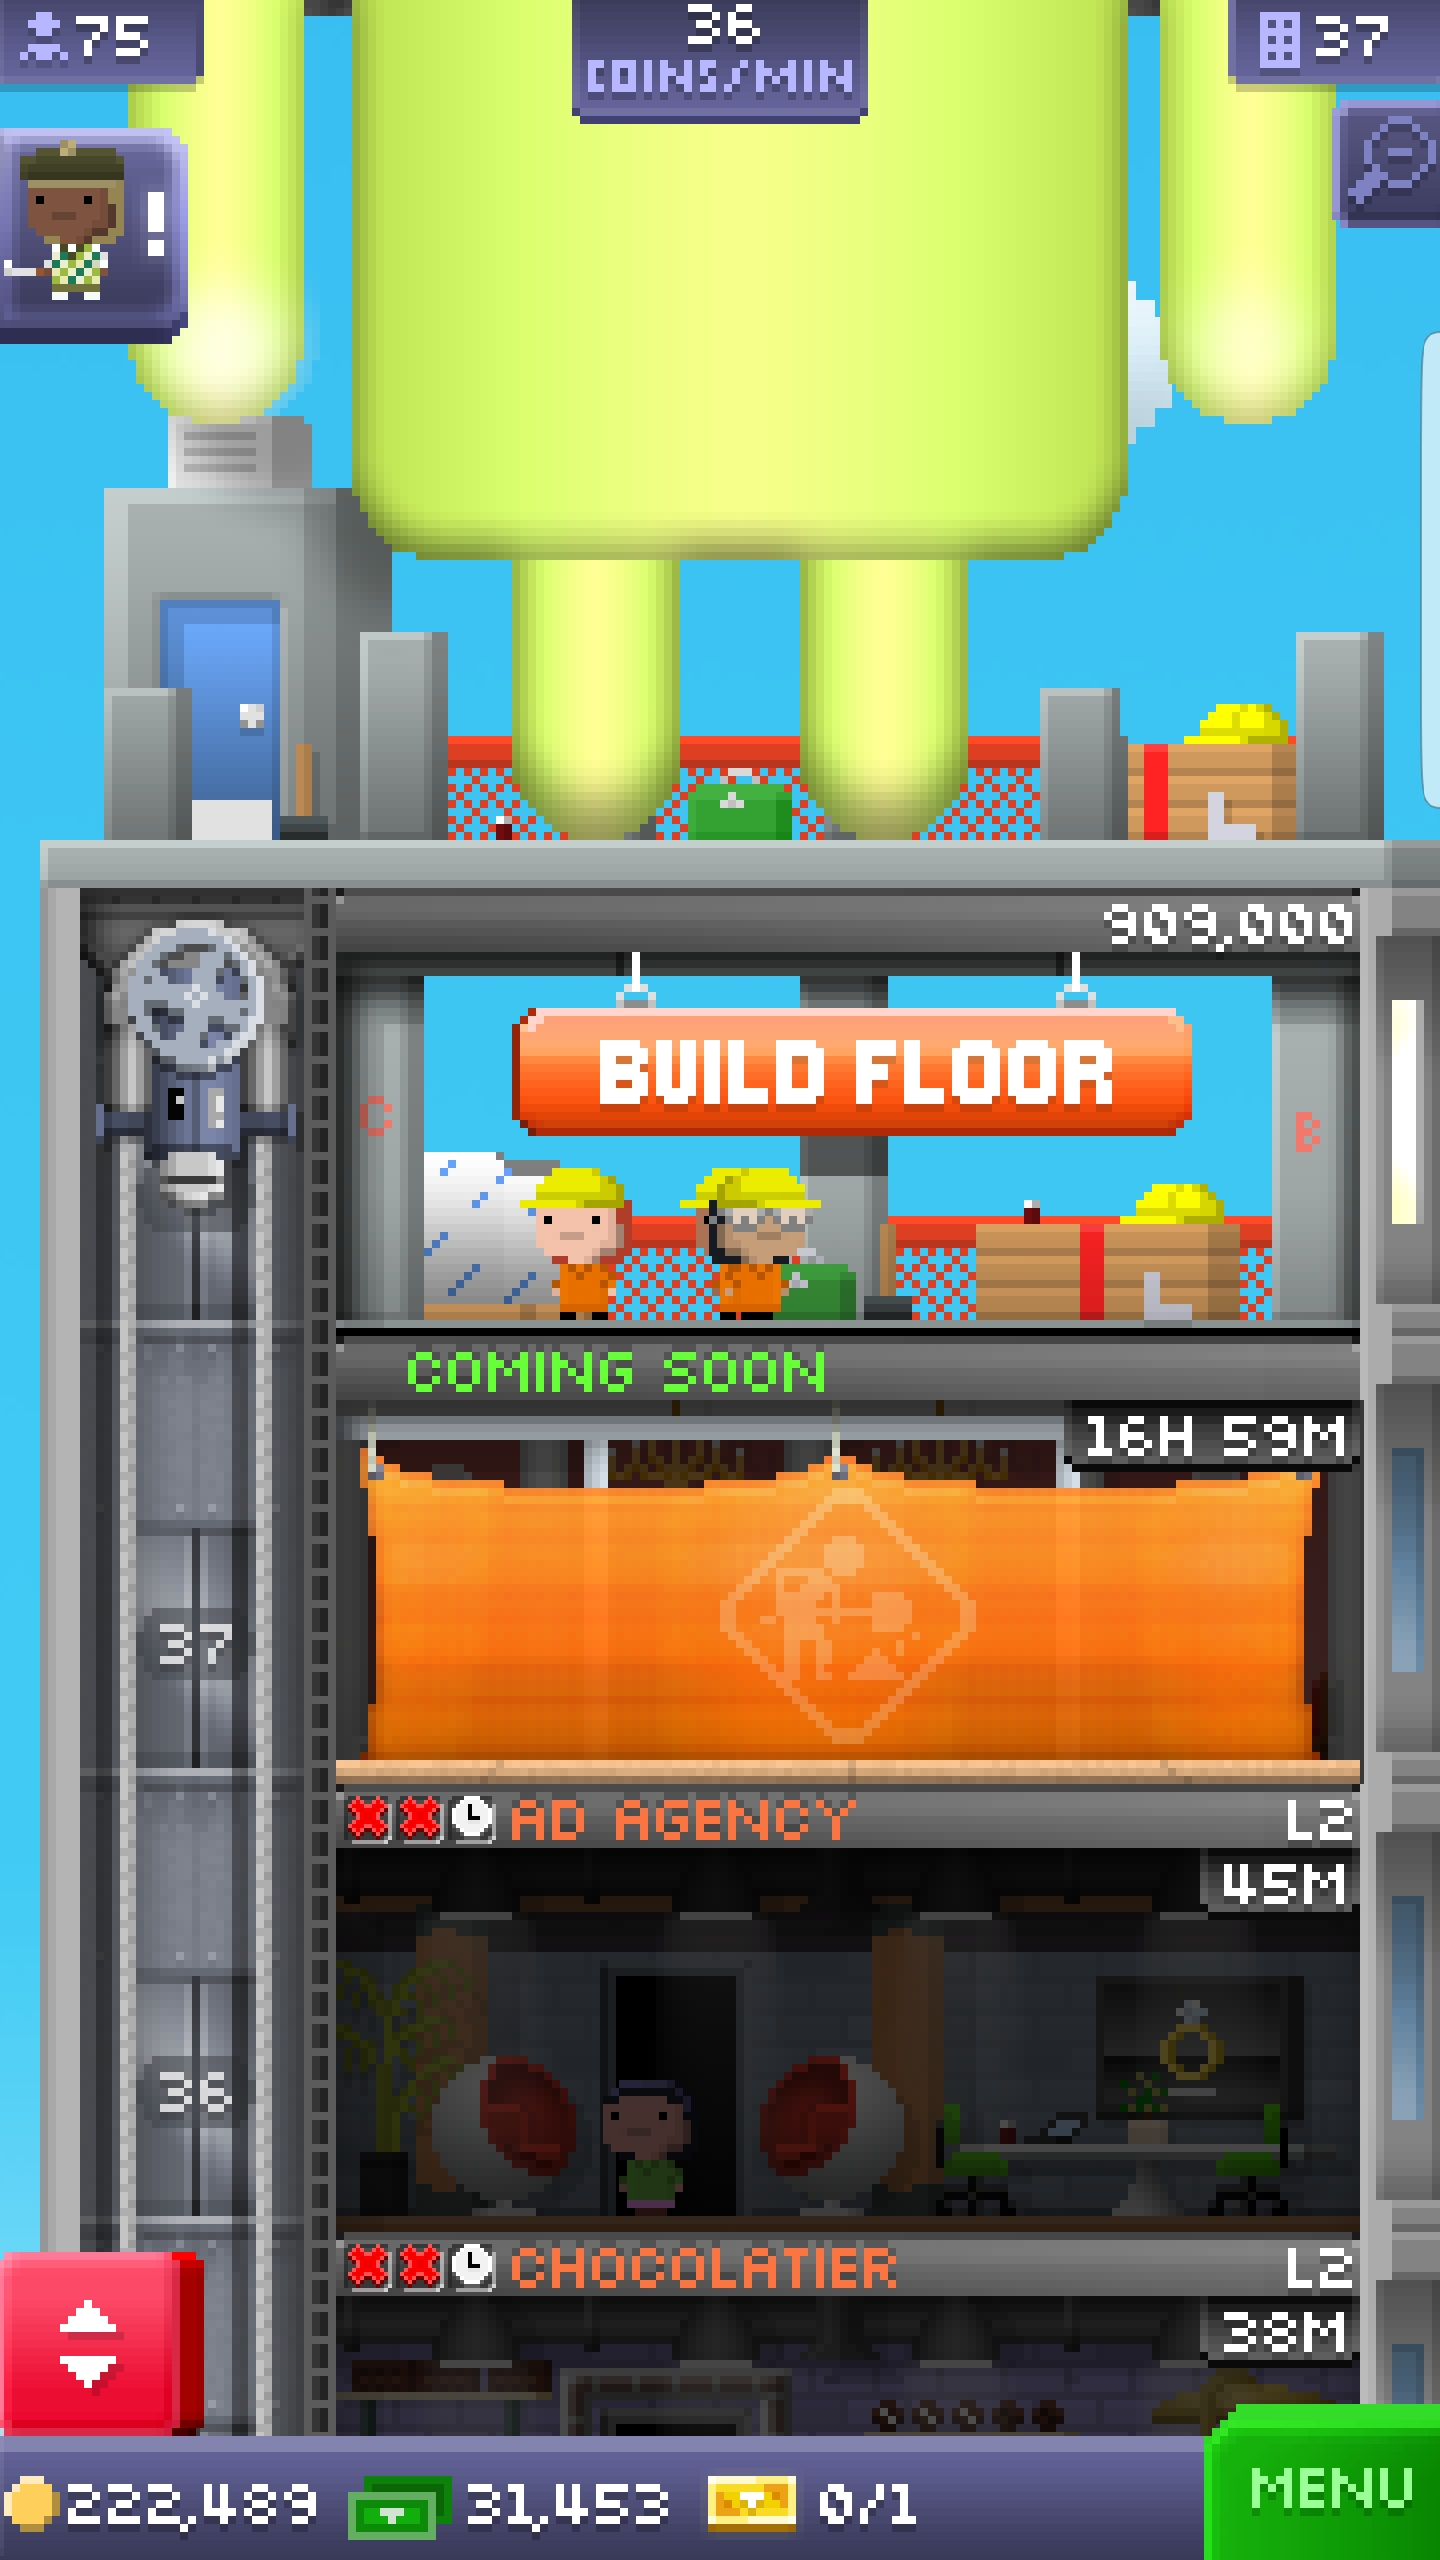 75
36
COINS/MIN
37
!
909,000
BUILD FLOOR
C
B
COMING SOON
16H 59M
37
AD AGENCY L2
45M
36
CHOCOLATIER L2
38M
222,489 31,453 0/1
MENU